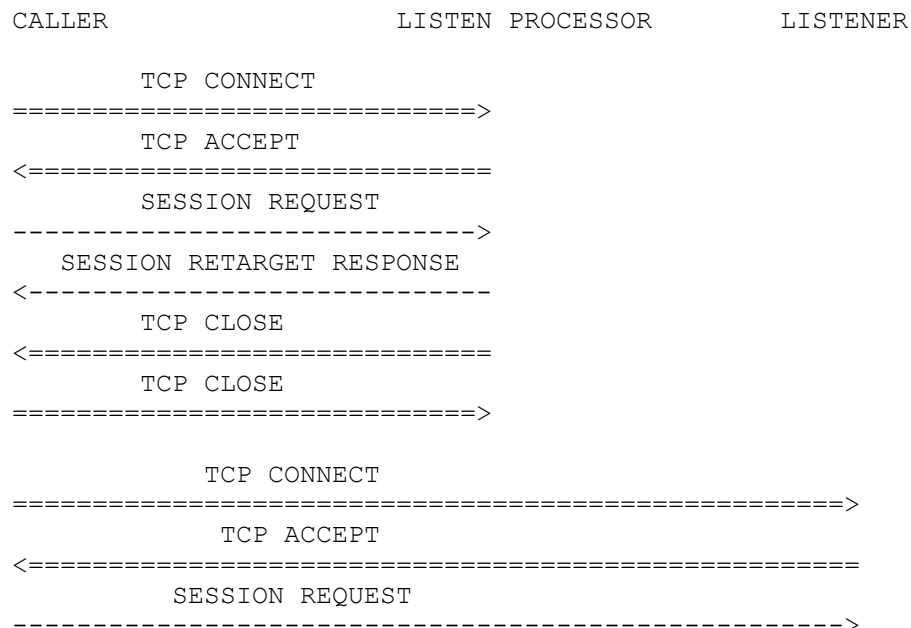 CALLER LISTEN PROCESSOR LISTENER
TCP CONNECT
=============================>
TCP ACCEPT
<=============================
SESSION REQUEST
----------------------------->
SESSION RETARGET RESPONSE
<-----------------------------
TCP CLOSE
<=============================
TCP CLOSE
=============================>
TCP CONNECT
====================================================>
TCP ACCEPT
<====================================================
SESSION REQUEST
---------------------------------------------------->